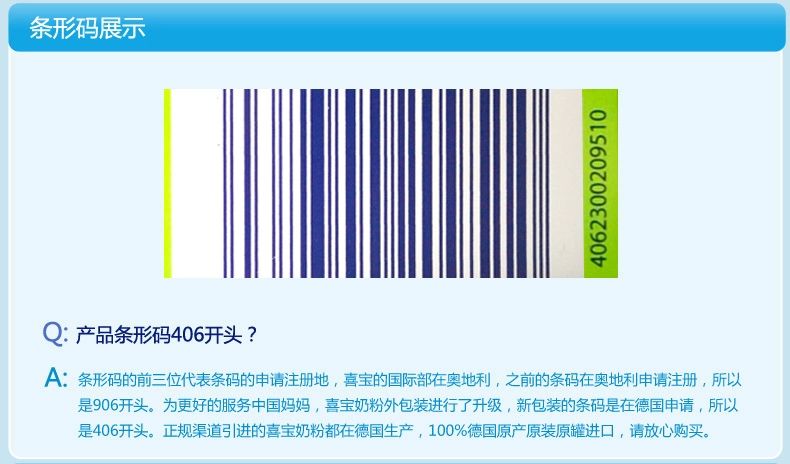 条形码展示
4062300209510
Q: 产品条形码406开头？
A: 条形码的前三位代表条码的申请注册地，喜宝的国际部在奥地利，之前的条码在奥地利申请注册，所以
是906开头。为更好的服务中国妈妈，喜宝奶粉外包装进行了升级，新包装的条码是在德国申请，所以
是406开头。正规渠道引进的喜宝奶粉都在德国生产，100%德国原产原装原罐进口，请放心购买。